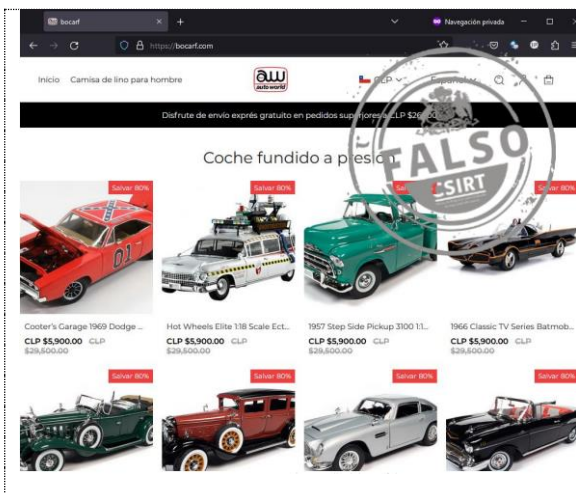 bocarf
Navegación privada
https://bocarf.com
Inicio Camisa de lino para hombre
aw
auto world
CLP
Español
Disfrute de envío exprés gratuito en pedidos superiores a CLP $26
Coche fundido a presión
FALSO
CSIRT
Salvar 80% Salvar 80% Salvar 80%
01
Cooter's Garage 1969 Dodge ... Hot Wheels Elite 1:18 Scale Ect... 1957 Step Side Pickup 3100 1:1... 1966 Classic TV Series Batmob...
CLP $5,900.00 CLP CLP $5,900.00 CLP CLP $5,900.00 CLP CLP $5,900.00 CLP
$29,500.00 $29,500.00 $29,500.00 $29,500.00
Salvar 80% Salvar 80% Salvar 80% Salvar 80%